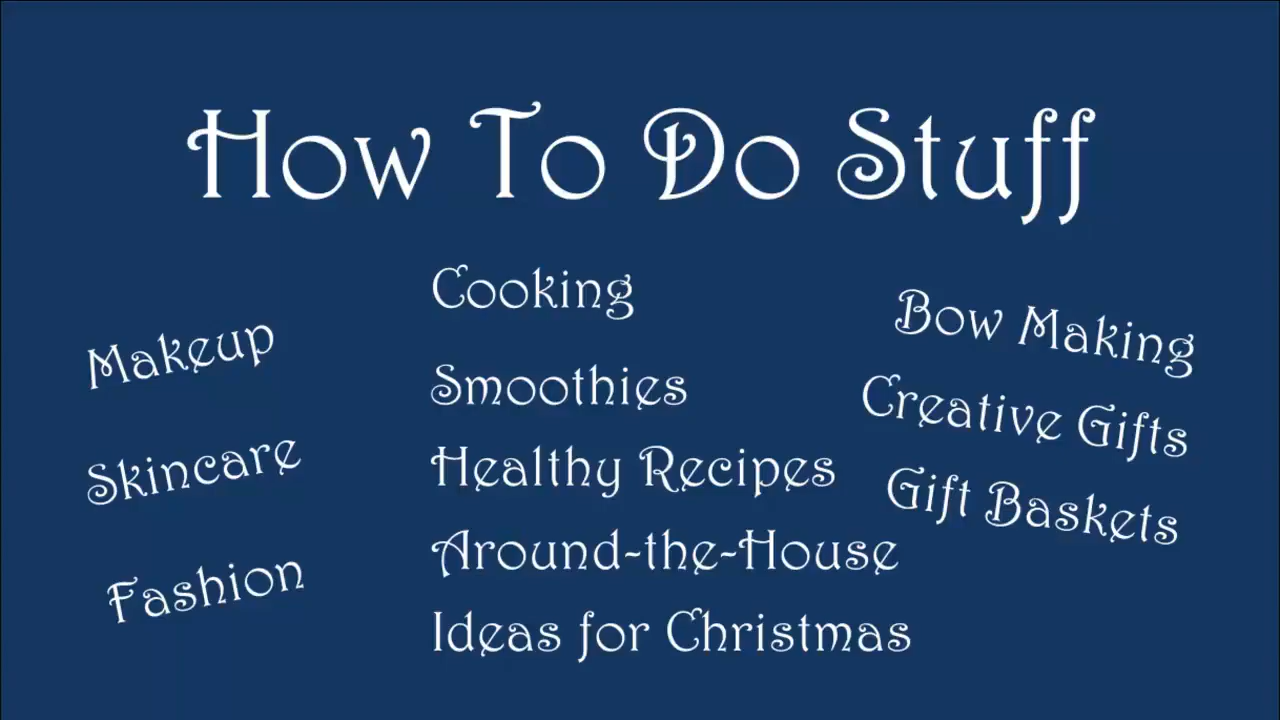 How To Do Stuff
Makeup
Skincare
Fashion
Cooking
Smoothies
Healthy Recipes
Around-the-House
Ideas for Christmas
Bow Making
Creative Gifts
Gift Baskets